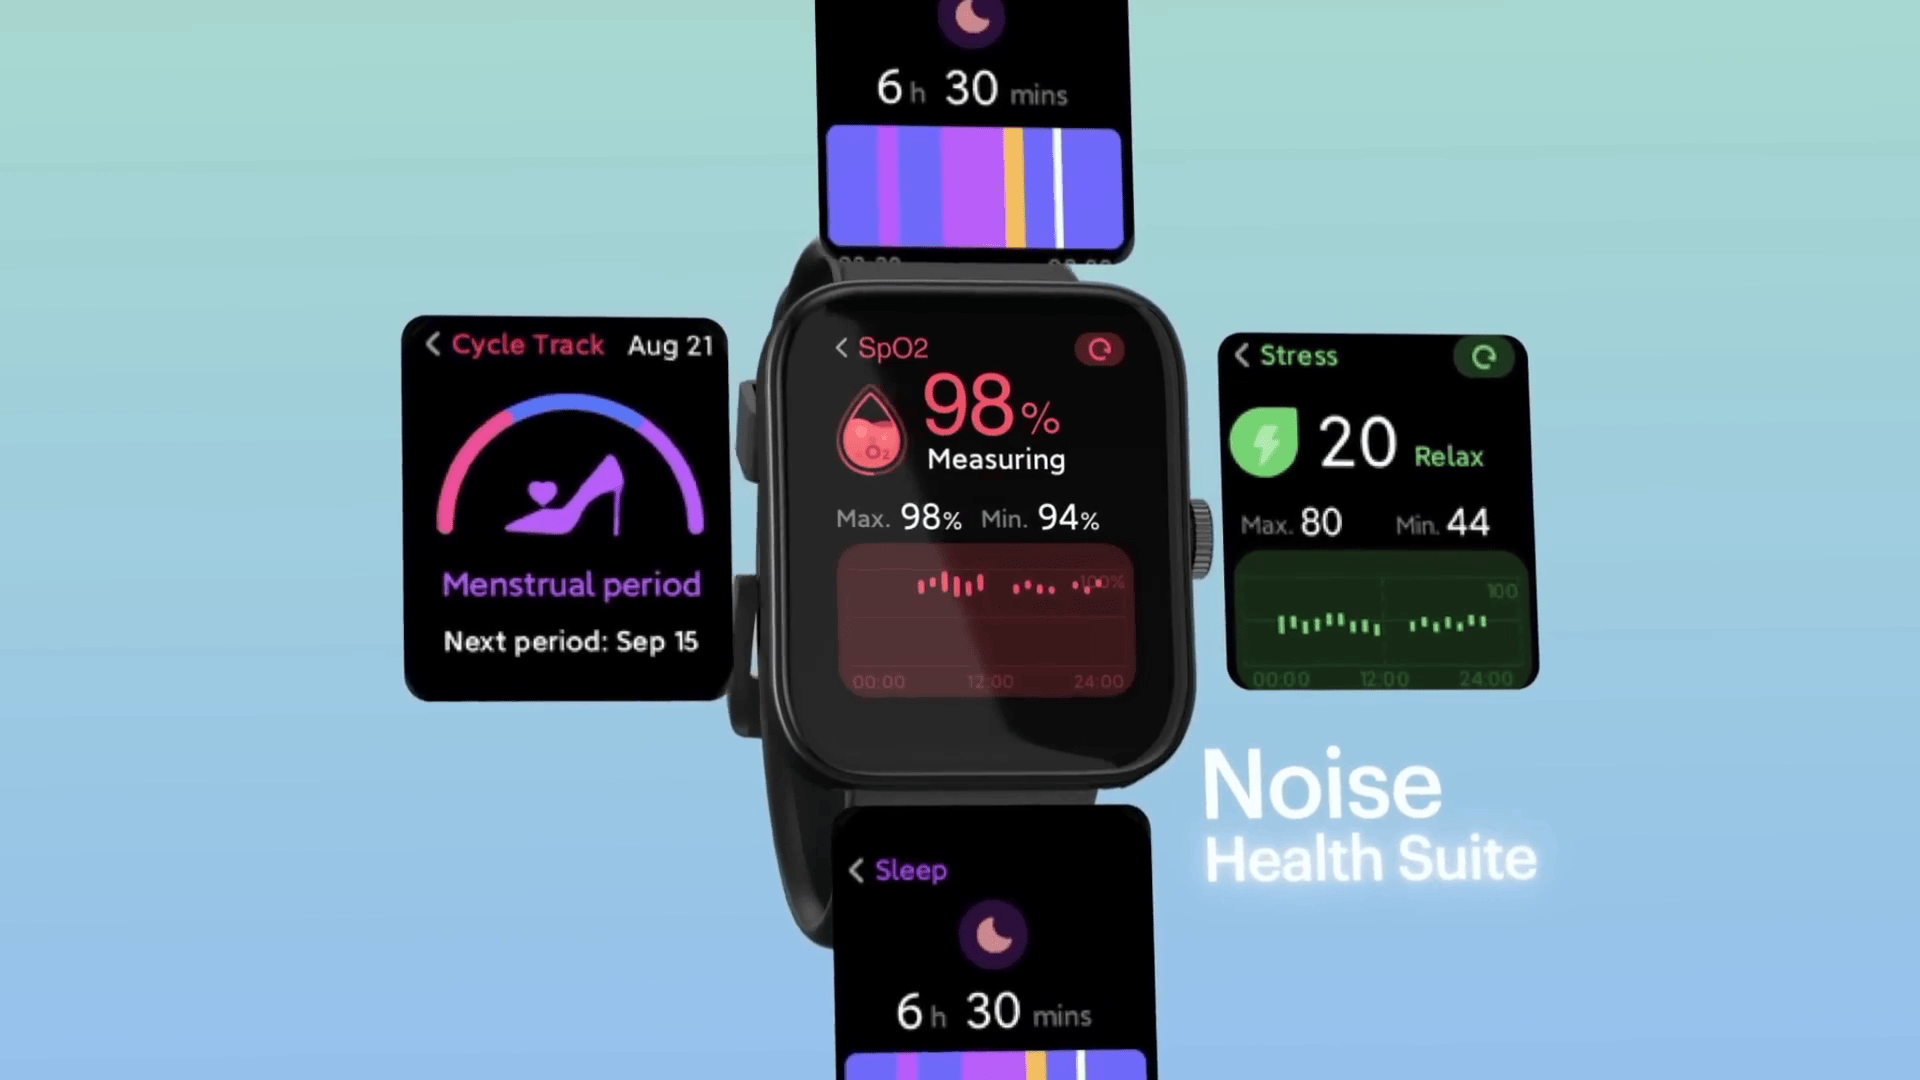 6 h 30 mins
Cycle Track Aug 21
Menstrual period
Next period: Sep 15
SpO2
98%
O2
Measuring
Max. 98% Min. 94%
100%
00:00 12:00 24:00
Stress
20 Relax
Max. 80 Min. 44
100
00:00 12:00 24:00
Noise
Health Suite
Sleep
6 h 30 mins